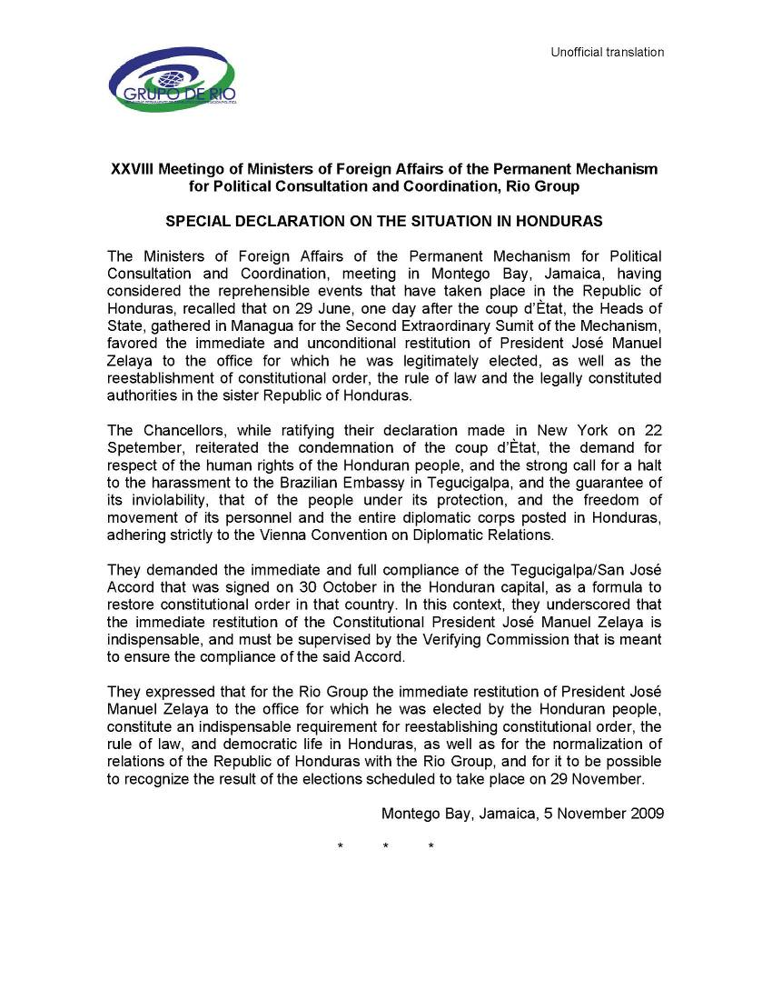 Unofficial translation
GRUPO DE RIO
XXVIII Meetingo of Ministers of Foreign Affairs of the Permanent Mechanism
for Political Consultation and Coordination, Rio Group
SPECIAL DECLARATION ON THE SITUATION IN HONDURAS
The Ministers of Foreign Affairs of the Permanent Mechanism for Political
Consultation and Coordination, meeting in Montego Bay, Jamaica, having
considered the reprehensible events that have taken place in the Republic of
Honduras, recalled that on 29 June, one day after the coup d’Ètat, the Heads of
State, gathered in Managua for the Second Extraordinary Sumit of the Mechanism,
favored the immediate and unconditional restitution of President José Manuel
Zelaya to the office for which he was legitimately elected, as well as the
reestablishment of constitutional order, the rule of law and the legally constituted
authorities in the sister Republic of Honduras.
The Chancellors, while ratifying their declaration made in New York on 22
Spetember, reiterated the condemnation of the coup d’Ètat, the demand for
respect of the human rights of the Honduran people, and the strong call for a halt
to the harassment to the Brazilian Embassy in Tegucigalpa, and the guarantee of
its inviolability, that of the people under its protection, and the freedom of
movement of its personnel and the entire diplomatic corps posted in Honduras,
adhering strictly to the Vienna Convention on Diplomatic Relations.
They demanded the immediate and full compliance of the Tegucigalpa/San José
Accord that was signed on 30 October in the Honduran capital, as a formula to
restore constitutional order in that country. In this context, they underscored that
the immediate restitution of the Constitutional President José Manuel Zelaya is
indispensable, and must be supervised by the Verifying Commission that is meant
to ensure the compliance of the said Accord.
They expressed that for the Rio Group the immediate restitution of President José
Manuel Zelaya to the office for which he was elected by the Honduran people,
constitute an indispensable requirement for reestablishing constitutional order, the
rule of law, and democratic life in Honduras, as well as for the normalization of
relations of the Republic of Honduras with the Rio Group, and for it to be possible
to recognize the result of the elections scheduled to take place on 29 November.
Montego Bay, Jamaica, 5 November 2009
* * *